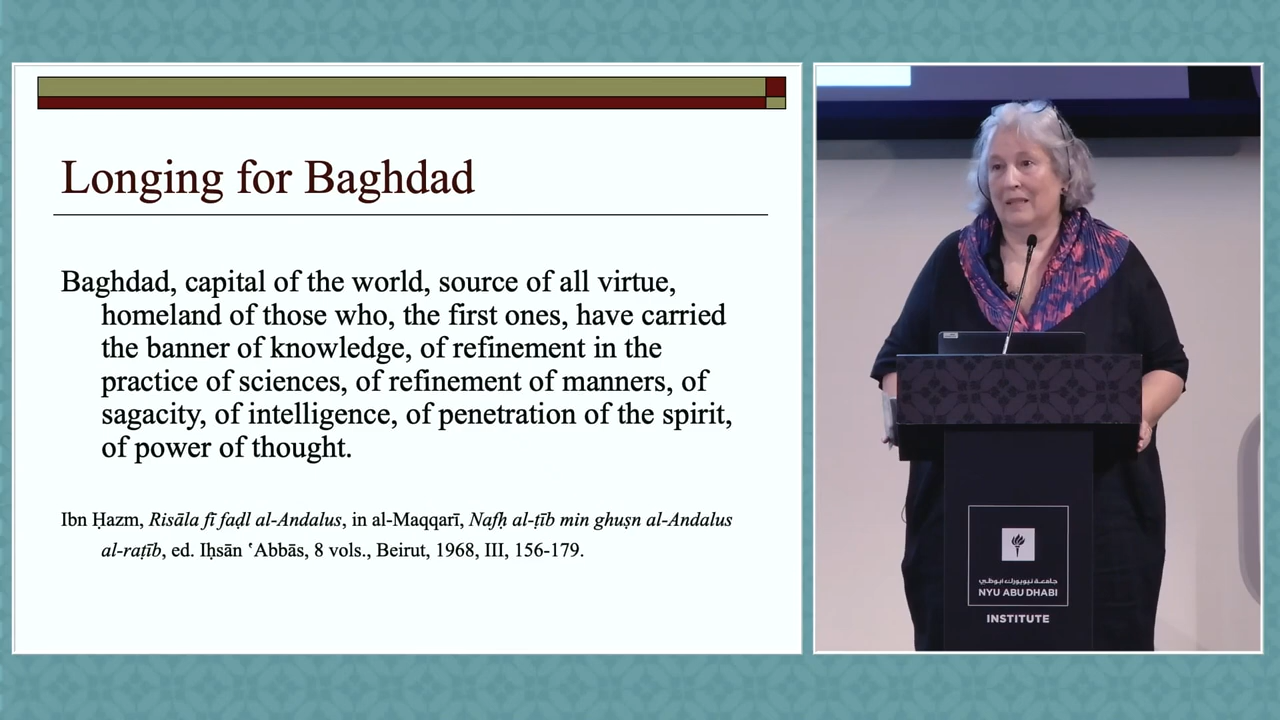 Longing for Baghdad
Baghdad, capital of the world, source of all virtue,
homeland of those who, the first ones, have carried
the banner of knowledge, of refinement in the
practice of sciences, of refinement of manners, of
sagacity, of intelligence, of penetration of the spirit,
of power of thought.
Ibn Ḥazm, Risāla fī faḍl al-Andalus, in al-Maqqarī, Nafḥ al-ṭīb min ghuṣn al-Andalus
al-raṭīb, ed. Iḥsān ʿAbbās, 8 vols., Beirut, 1968, III, 156-179.
جامعة نيويورك أبوظبي
NYU ABU DHABI
INSTITUTE